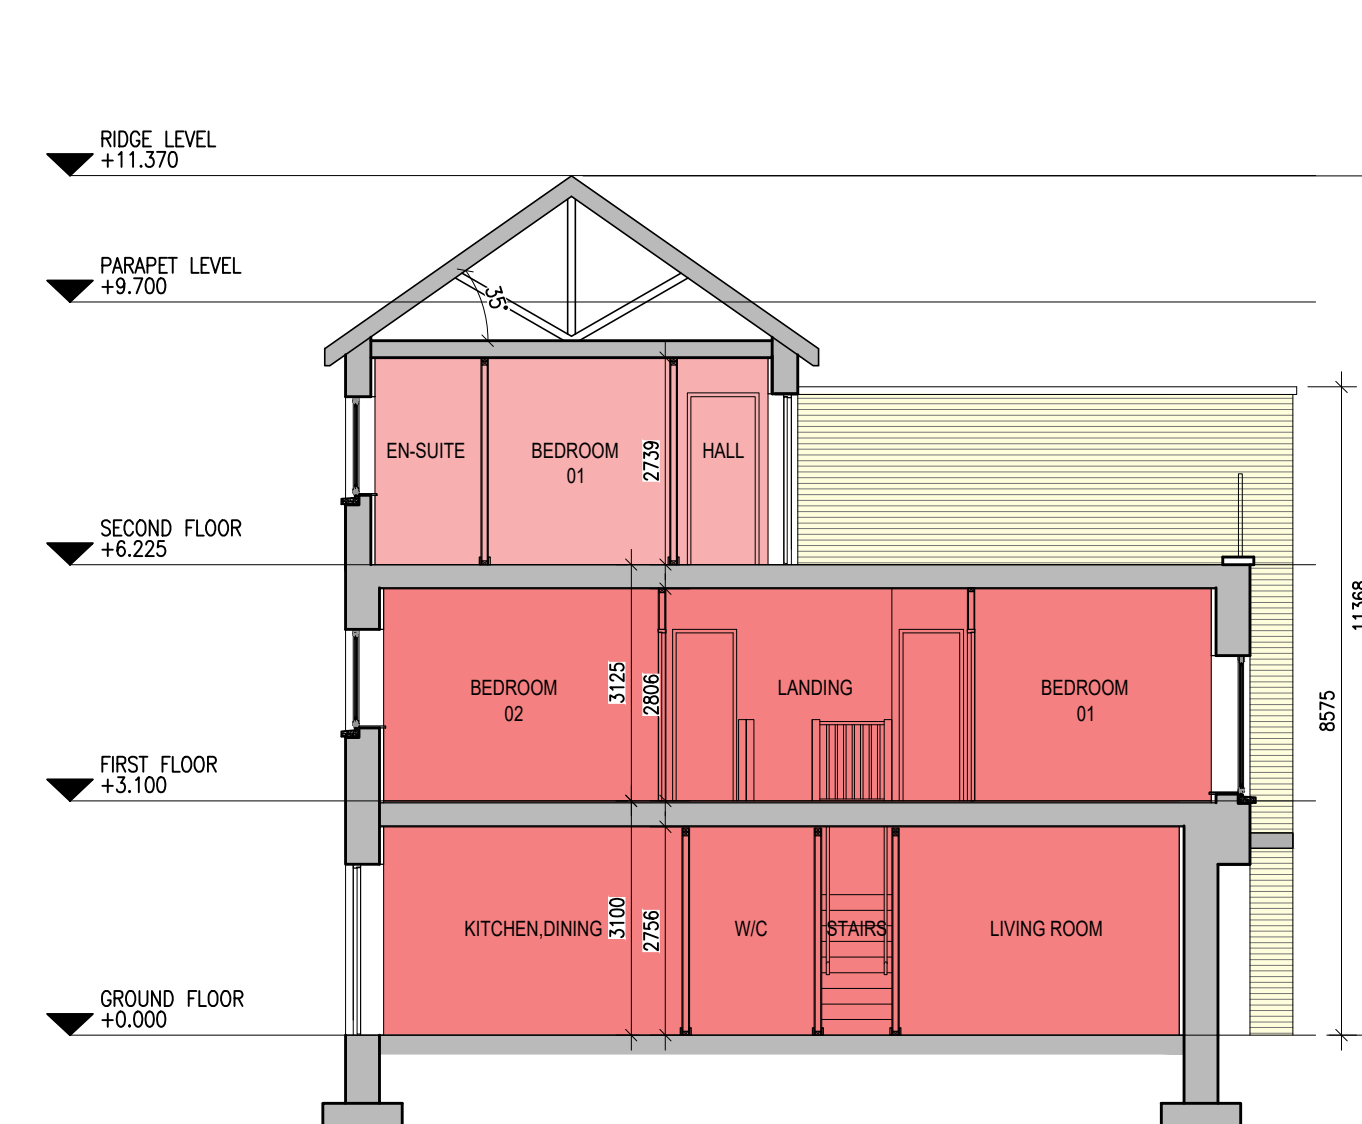 RIDGE LEVEL
+11.370
PARAPET LEVEL
+9.700
35°
EN-SUITE
BEDROOM
01
2739
HALL
SECOND FLOOR
+6.225
11368
BEDROOM
02
3125
2806
LANDING
BEDROOM
01
8575
FIRST FLOOR
+3.100
KITCHEN,DINING
3100
2756
W/C
STAIRS
LIVING ROOM
GROUND FLOOR
+0.000